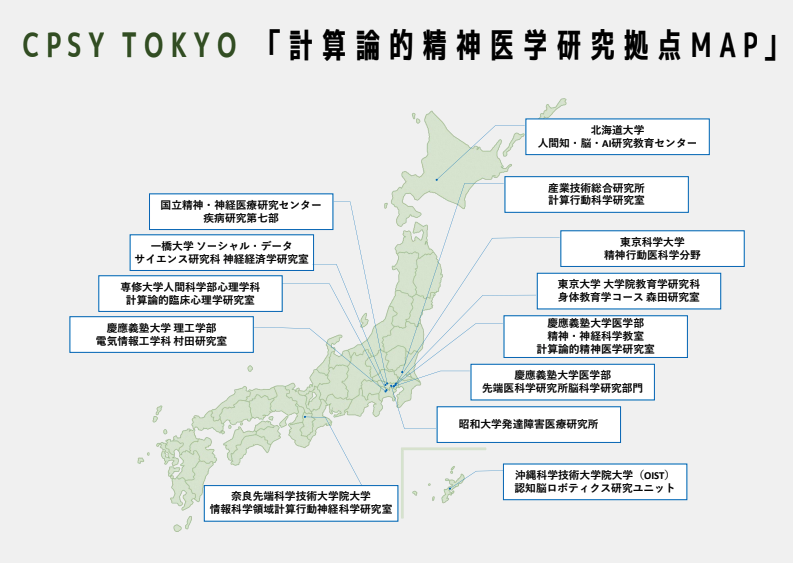 CPSY TOKYO 「計算論的精神医学研究拠点MAP」
北海道大学
人間知・脳・AI研究教育センター
産業技術総合研究所
計算行動科学研究室
国立精神・神経医療研究センター
疾病研究第七部
東京科学大学
精神行動医科学分野
一橋大学 ソーシャル・データ
サイエンス研究科 神経経済学研究室
東京大学 大学院教育学研究科
身体教育学コース 森田研究室
専修大学人間科学部心理学科
計算論的臨床心理学研究室
慶應義塾大学医学部
精神・神経科学教室
計算論的精神医学研究室
慶應義塾大学 理工学部
電気情報工学科 村田研究室
慶應義塾大学医学部
先端医科学研究所脳科学研究部門
昭和大学発達障害医療研究所
沖縄科学技術大学院大学（OIST）
認知脳ロボティクス研究ユニット
奈良先端科学技術大学院大学
情報科学領域計算行動神経科学研究室